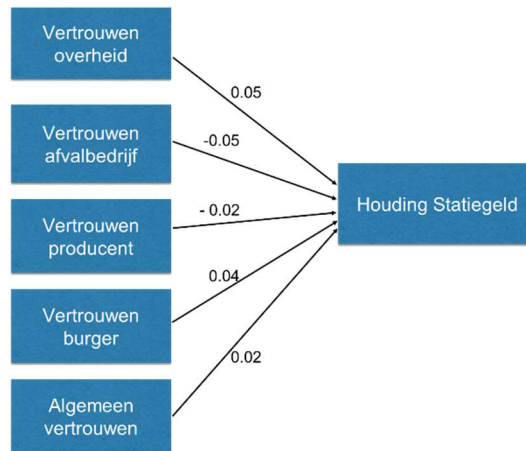 Vertrouwen
overheid
0.05
Vertrouwen
afvalbedrijf
-0.05
Houding Statiegeld
Vertrouwen
producent
- 0.02
Vertrouwen
burger
0.04
Algemeen
vertrouwen
0.02